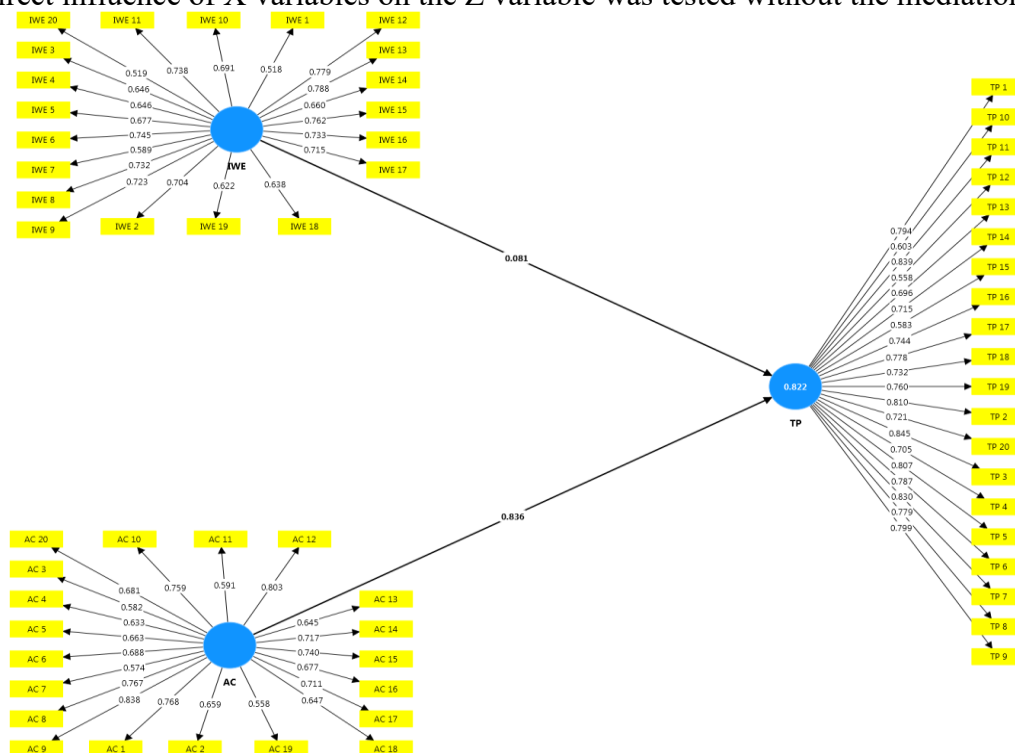 rect influence of X variables on the Z variable was tested without the mediation
IWE 20
IWE 11
IWE 10
IWE 1
IWE 12
IWE 3
IWE 13
IWE 4
IWE 14
IWE 5
IWE 15
IWE 6
IWE 16
IWE 7
IWE 17
IWE 8
IWE 9
IWE 2
IWE 19
IWE 18
0.519
0.738
0.691
0.518
0.779
0.646
0.788
0.646
0.660
0.677
0.762
0.745
0.733
0.589
0.715
0.732
0.723
0.704
0.622
0.638
IWE
0.081
TP 1
TP 10
TP 11
TP 12
TP 13
TP 14
TP 15
TP 16
TP 17
TP 18
TP 19
TP 2
TP 20
TP 3
TP 4
TP 5
TP 6
TP 7
TP 8
TP 9
0.794
0.603
0.839
0.558
0.696
0.715
0.583
0.744
0.778
0.732
0.760
0.810
0.721
0.845
0.705
0.807
0.787
0.830
0.779
0.799
0.822
TP
0.836
AC 20
AC 10
AC 11
AC 12
AC 3
AC 4
AC 13
AC 5
AC 14
AC 6
AC 15
AC 7
AC 16
AC 8
AC 17
AC 9
AC 1
AC 2
AC 19
AC 18
0.681
0.759
0.591
0.803
0.582
0.633
0.645
0.663
0.717
0.688
0.740
0.574
0.677
0.767
0.711
0.838
0.768
0.659
0.558
0.647
AC